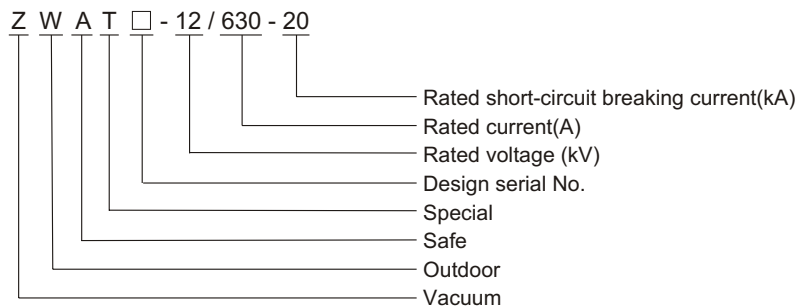 Z W A T □ - 12 / 630 - 20
Rated short-circuit breaking current(kA)
Rated current(A)
Rated voltage (kV)
Design serial No.
Special
Safe
Outdoor
Vacuum